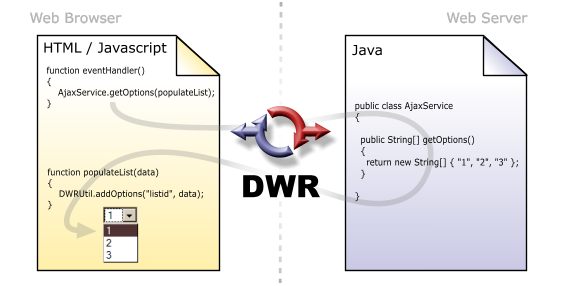 Web Browser
Web Server
HTML / Javascript
function eventHandler()
{
AjaxService.getOptions(populateList);
}
function populateList(data)
{
DWRUtil.addOptions("listid", data);
}
1
1
2
3
DWR
Java
public class AjaxService
{
public String[] getOptions()
{
return new String[] { "1", "2", "3" };
}
}